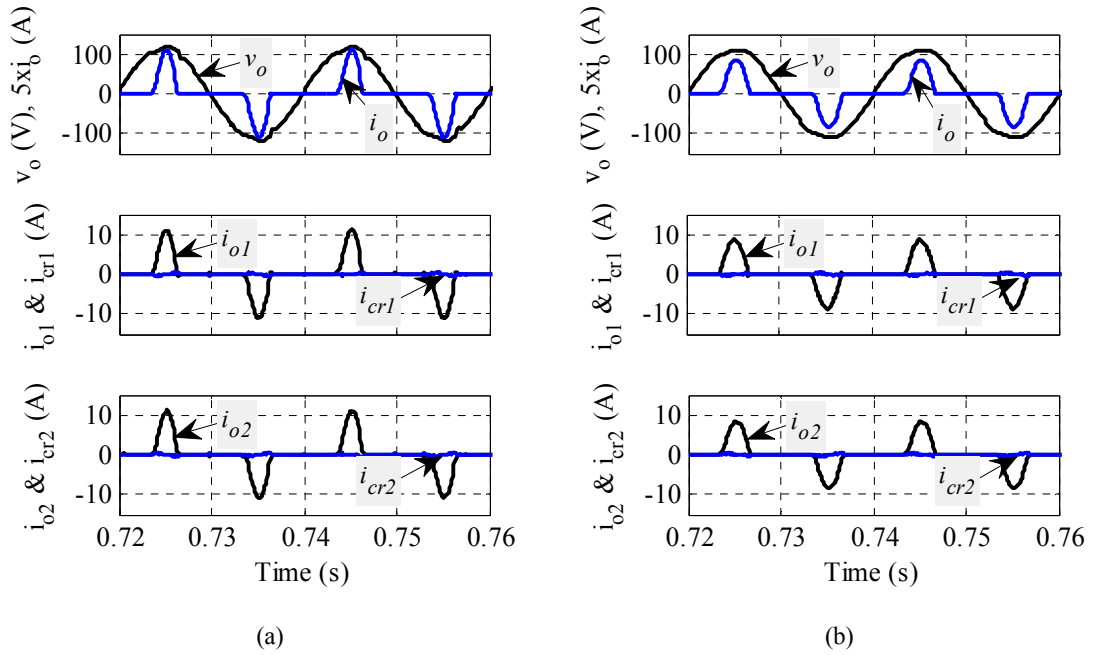 v_o (V), 5xi_o (A)
100
0
-100
v_o
i_o
i_o1 & i_cr1 (A)
10
0
-10
i_o1
i_cr1
i_o2 & i_cr2 (A)
10
0
-10
i_o2
i_cr2
0.72 0.73 0.74 0.75 0.76
Time (s)
(a)
v_o (V), 5xi_o (A)
100
0
-100
v_o
i_o
i_o1 & i_cr1 (A)
10
0
-10
i_o1
i_cr1
i_o2 & i_cr2 (A)
10
0
-10
i_o2
i_cr2
0.72 0.73 0.74 0.75 0.76
Time (s)
(b)